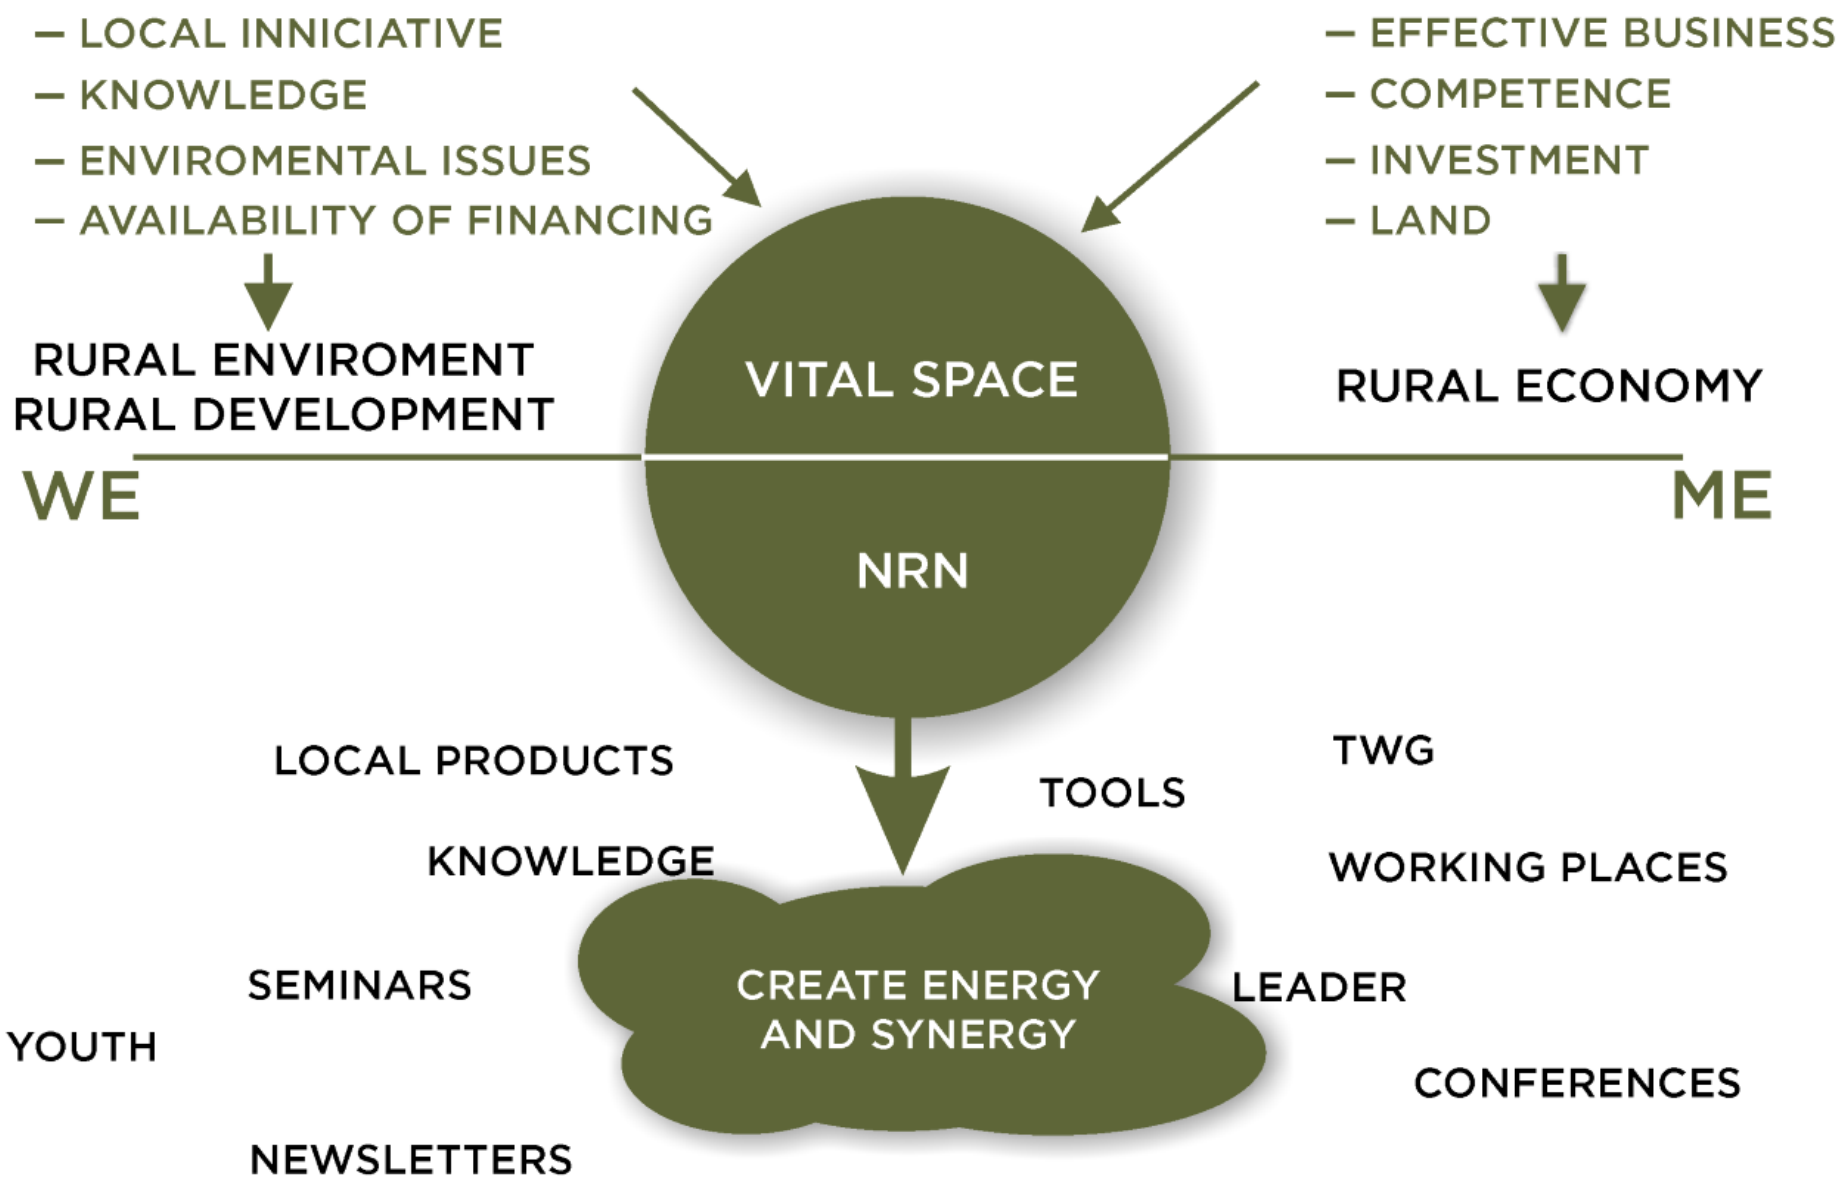 — LOCAL INNICIATIVE
— KNOWLEDGE
— ENVIROMENTAL ISSUES
— AVAILABILITY OF FINANCING
RURAL ENVIROMENT
RURAL DEVELOPMENT
WE
— EFFECTIVE BUSINESS
— COMPETENCE
— INVESTMENT
— LAND
RURAL ECONOMY
ME
VITAL SPACE
NRN
LOCAL PRODUCTS
TWG
TOOLS
KNOWLEDGE
WORKING PLACES
SEMINARS
CREATE ENERGY
AND SYNERGY
LEADER
YOUTH
CONFERENCES
NEWSLETTERS